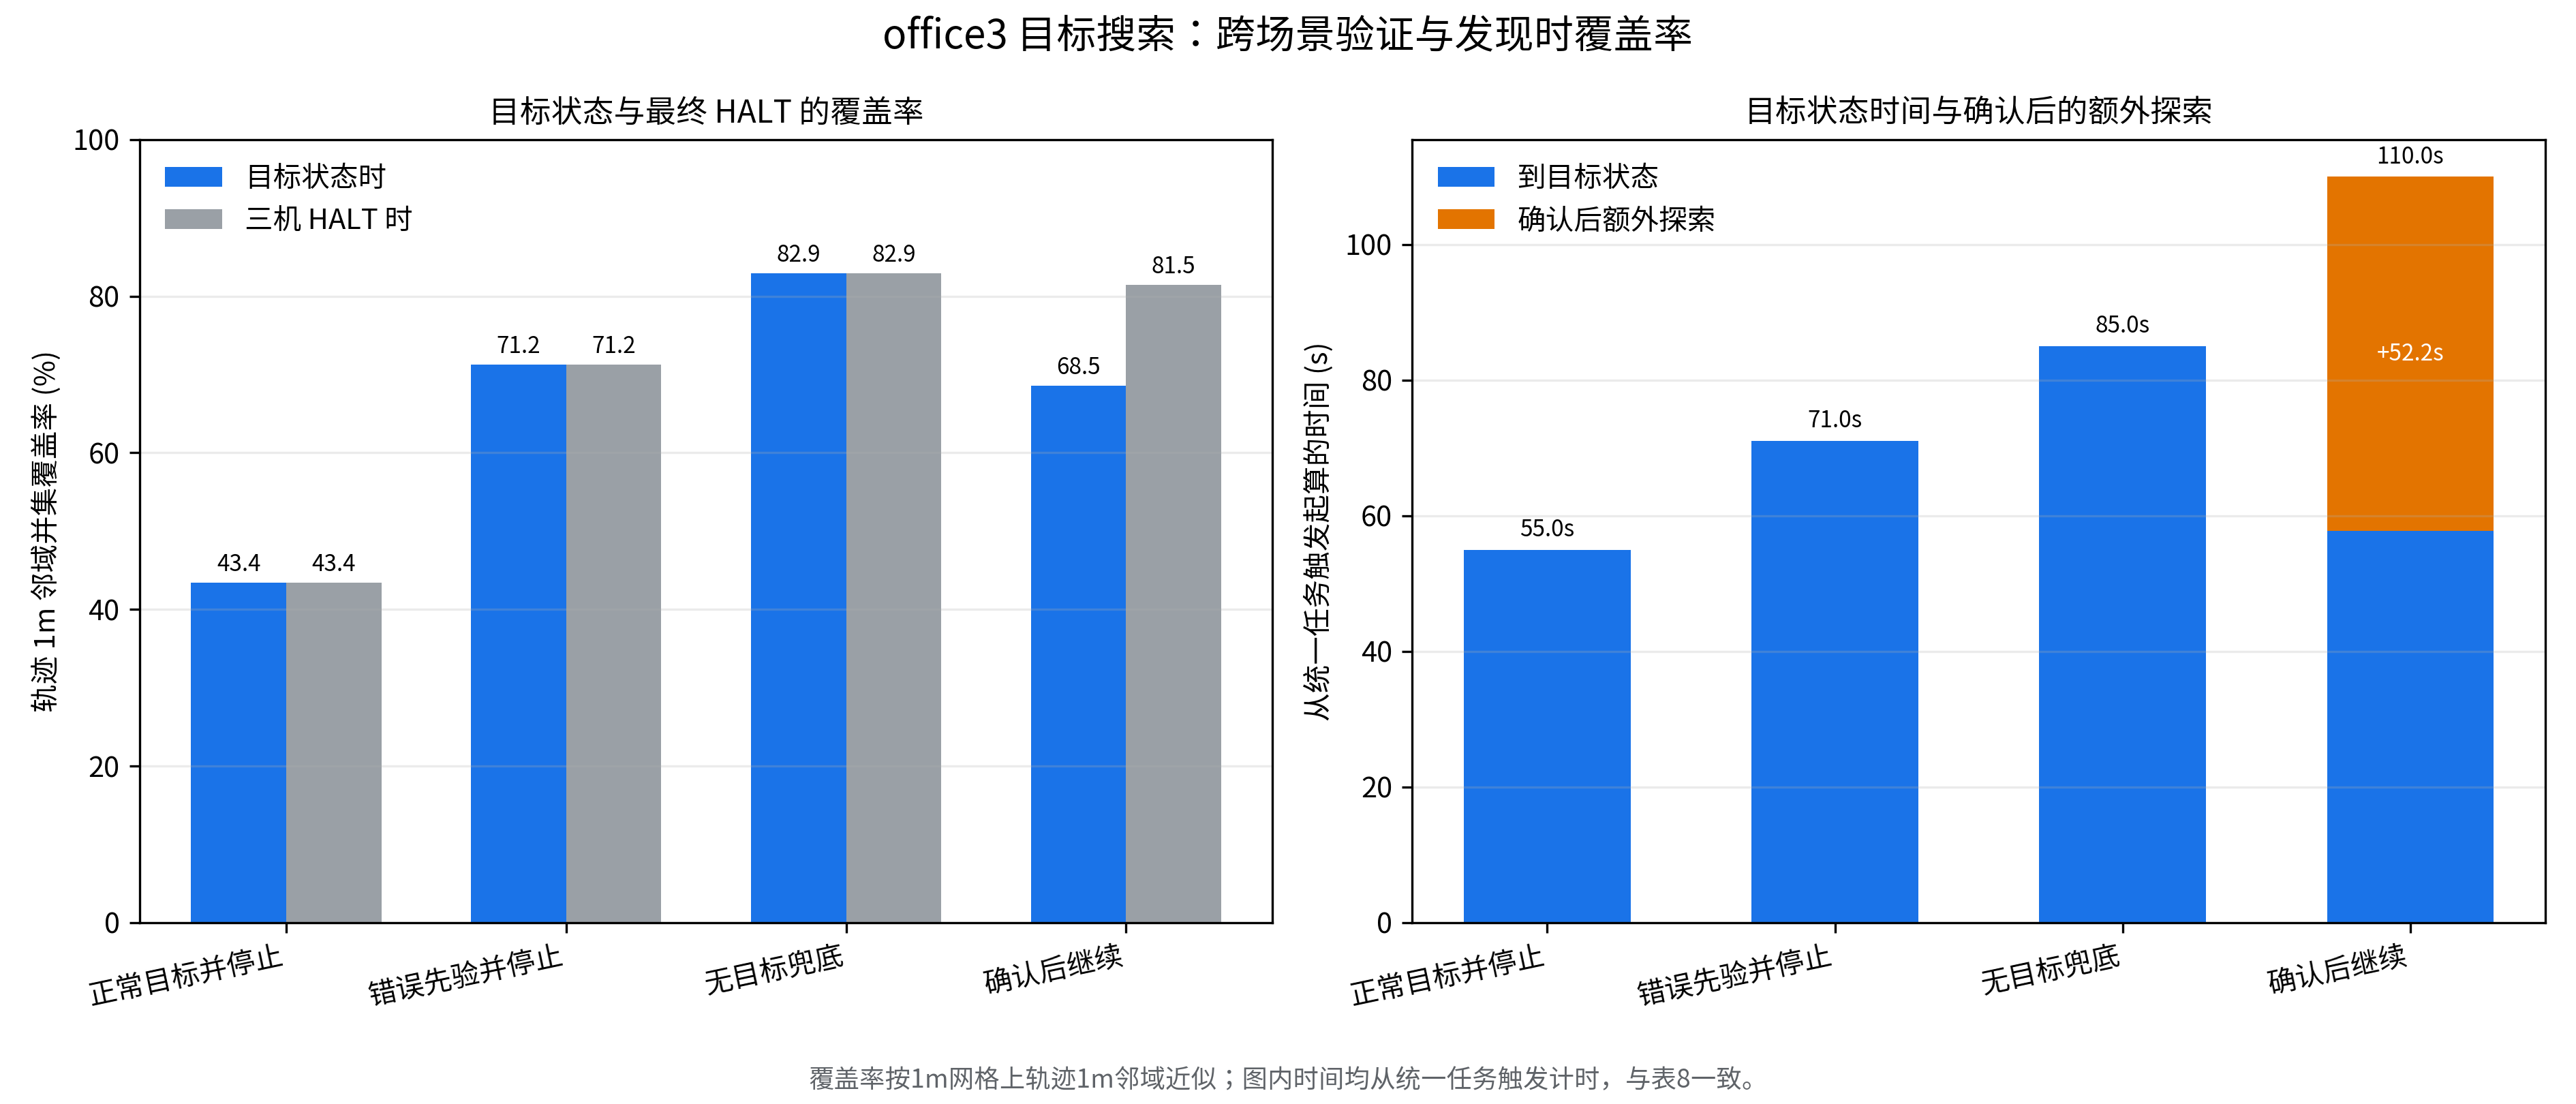 office3 目标搜索：跨场景验证与发现时覆盖率
目标状态与最终 HALT 的覆盖率
目标状态时
三机 HALT 时
轨迹 1m 邻域并集覆盖率 (%)
100
80
60
40
20
0
43.4
43.4
71.2
71.2
82.9
82.9
68.5
81.5
正常目标并停止
错误先验并停止
无目标兜底
确认后继续
目标状态时间与确认后的额外探索
到目标状态
确认后额外探索
从统一任务触发起算的时间 (s)
100
80
60
40
20
0
55.0s
71.0s
85.0s
110.0s
+52.2s
正常目标并停止
错误先验并停止
无目标兜底
确认后继续
覆盖率按1m网格上轨迹1m邻域近似；图内时间均从统一任务触发计时，与表8一致。